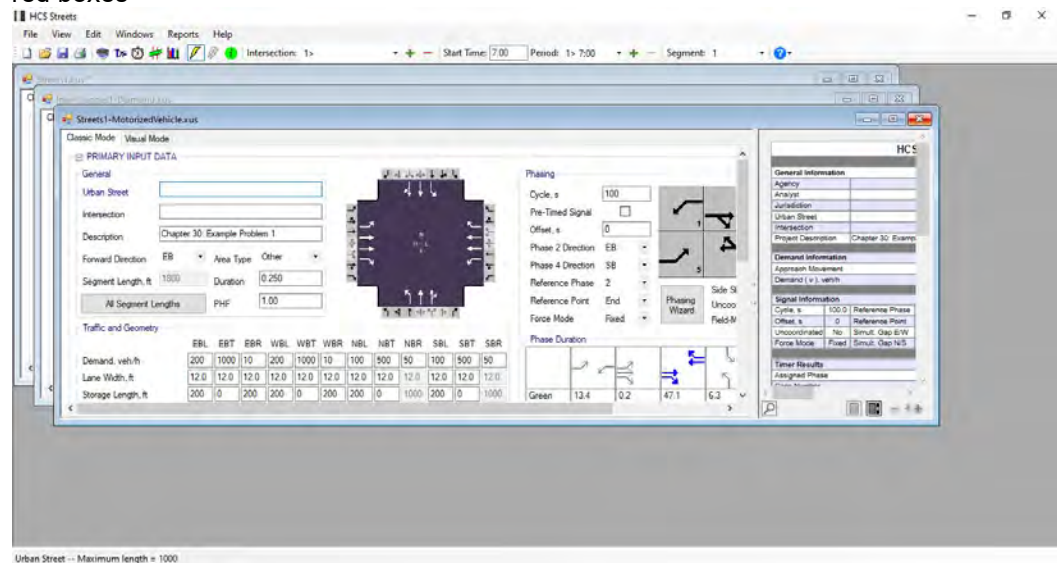 red boxes
HCS Streets
File View Edit Windows Reports Help
Intersection: 1> Start Time: 7.00 Period: 1> 7:00 Segment: 1
Streets1-MotorizedVehicle.xus
Classic Mode Visual Mode
PRIMARY INPUT DATA
General
Urban Street
Intersection
Description Chapter 30: Example Problem 1
Forward Direction EB Area Type Other
Segment Length, ft 1800 Duration 0.250
All Segment Lengths PHF 1.00
Traffic and Geometry
EBL EBT EBR WBL WBT WBR NBL NBT NBR SBL SBT SBR
Demand, veh/h 200 1000 10 200 1000 10 100 500 50 100 500 50
Lane Width, ft 12.0 12.0 12.0 12.0 12.0 12.0 12.0 12.0 12.0 12.0 12.0 12.0
Storage Length, ft 200 0 200 200 0 200 200 0 1000 200 0 1000
Phasing
Cycle, s 100
Pre-Timed Signal
Offset, s 0
Phase 2 Direction EB
Phase 4 Direction SB
Reference Phase 2
Reference Point End
Force Mode Fixed
1
5
Phasing Wizard
Uncoo
Field-M
Phase Duration
Green 13.4 0.2 47.1 6.3
HCS
General Information
Agency
Analyst
Jurisdiction
Urban Street
Intersection
Project Description Chapter 30: Examp
Demand Information
Approach Movement
Demand ( v ), veh/h
Signal Information
Cycle, s 100.0 Reference Phase
Offset, s 0 Reference Point
Uncoordinated No Simult. Gap E/W
Force Mode Fixed Simult. Gap N/S
Timer Results
Assigned Phase
Urban Street -- Maximum length = 1000